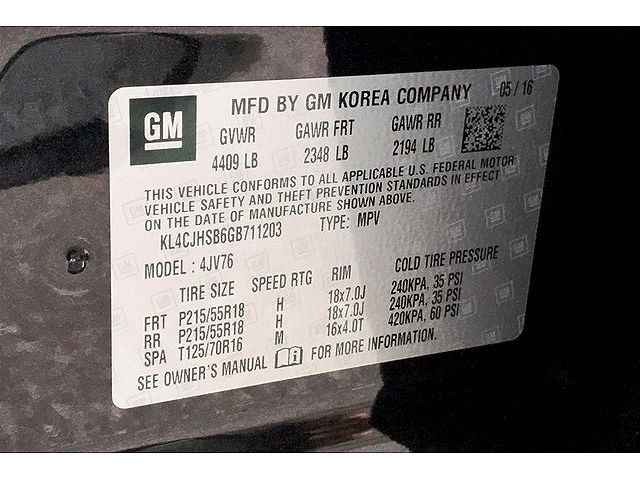 GM
MFD BY GM KOREA COMPANY 05/16
GVWR GAWR FRT GAWR RR
4409 LB 2348 LB 2194 LB
THIS VEHICLE CONFORMS TO ALL APPLICABLE U.S. FEDERAL MOTOR
VEHICLE SAFETY AND THEFT PREVENTION STANDARDS IN EFFECT
ON THE DATE OF MANUFACTURE SHOWN ABOVE.
KL4CJHSB6GB711203 TYPE: MPV
MODEL: 4JV76
TIRE SIZE SPEED RTG RIM COLD TIRE PRESSURE
FRT P215/55R18 H 18x7.0J 240KPA, 35 PSI
RR P215/55R18 H 18x7.0J 240KPA, 35 PSI
SPA T125/70R16 M 16x4.0T 420KPA, 60 PSI
SEE OWNER'S MANUAL FOR MORE INFORMATION.